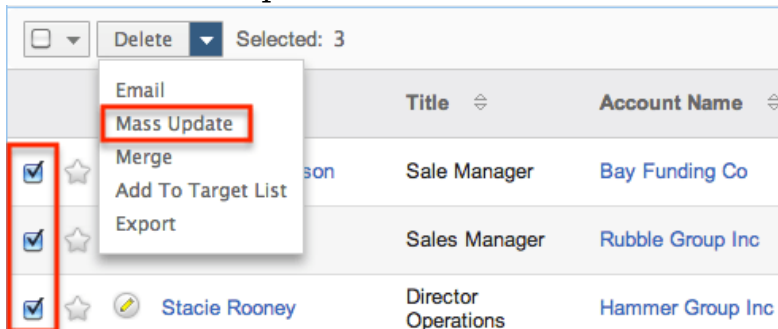 Delete Selected: 3
Email
Mass Update
Merge
Add To Target List
Export
Title Account Name
son Sale Manager Bay Funding Co
Sales Manager Rubble Group Inc
Stacie Rooney Director Operations Hammer Group Inc